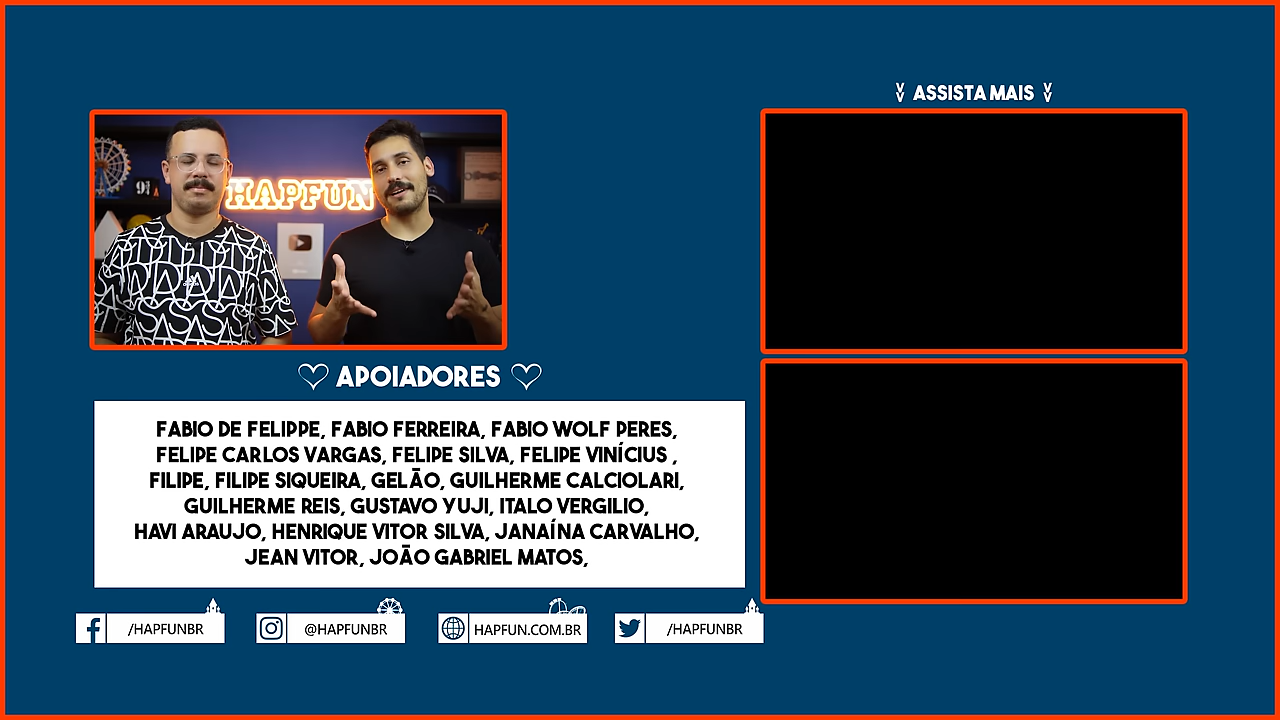 ASSISTA MAIS
HAPFUN
APOIADORES
FABIO DE FELIPPE, FABIO FERREIRA, FABIO WOLF PERES,
FELIPE CARLOS VARGAS, FELIPE SILVA, FELIPE VINÍCIUS ,
FILIPE, FILIPE SIQUEIRA, GELÃO, GUILHERME CALCIOLARI,
GUILHERME REIS, GUSTAVO YUJI, ITALO VERGILIO,
HAVI ARAUJO, HENRIQUE VITOR SILVA, JANAÍNA CARVALHO,
JEAN VITOR, JOÃO GABRIEL MATOS,
/HAPFUNBR
@HAPFUNBR
HAPFUN.COM.BR
/HAPFUNBR